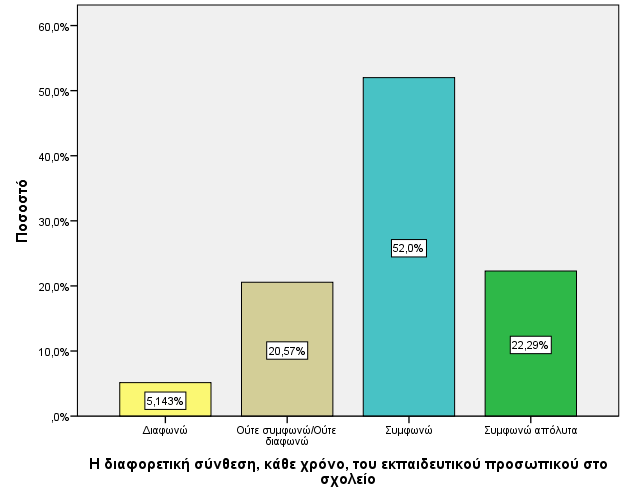 60,0%
50,0%
40,0%
30,0%
20,0%
10,0%
,0%
Ποσοστό
5,143%
20,57%
52,0%
22,29%
Διαφωνώ
Ούτε συμφωνώ/Ούτε
διαφωνώ
Συμφωνώ
Συμφωνώ απόλυτα
Η διαφορετική σύνθεση, κάθε χρόνο, του εκπαιδευτικού προσωπικού στο
σχολείο